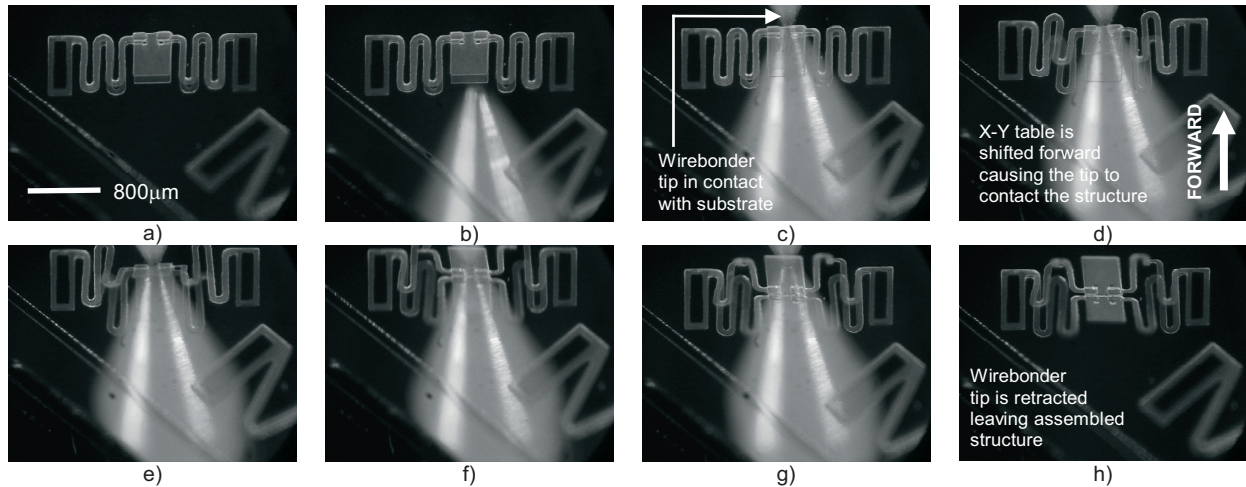 800μm
a)
b)
Wirebonder
tip in contact
with substrate
c)
X-Y table is
shifted forward
causing the tip to
contact the structure
FORWARD
d)
e)
f)
g)
Wirebonder
tip is retracted
leaving assembled
structure
h)